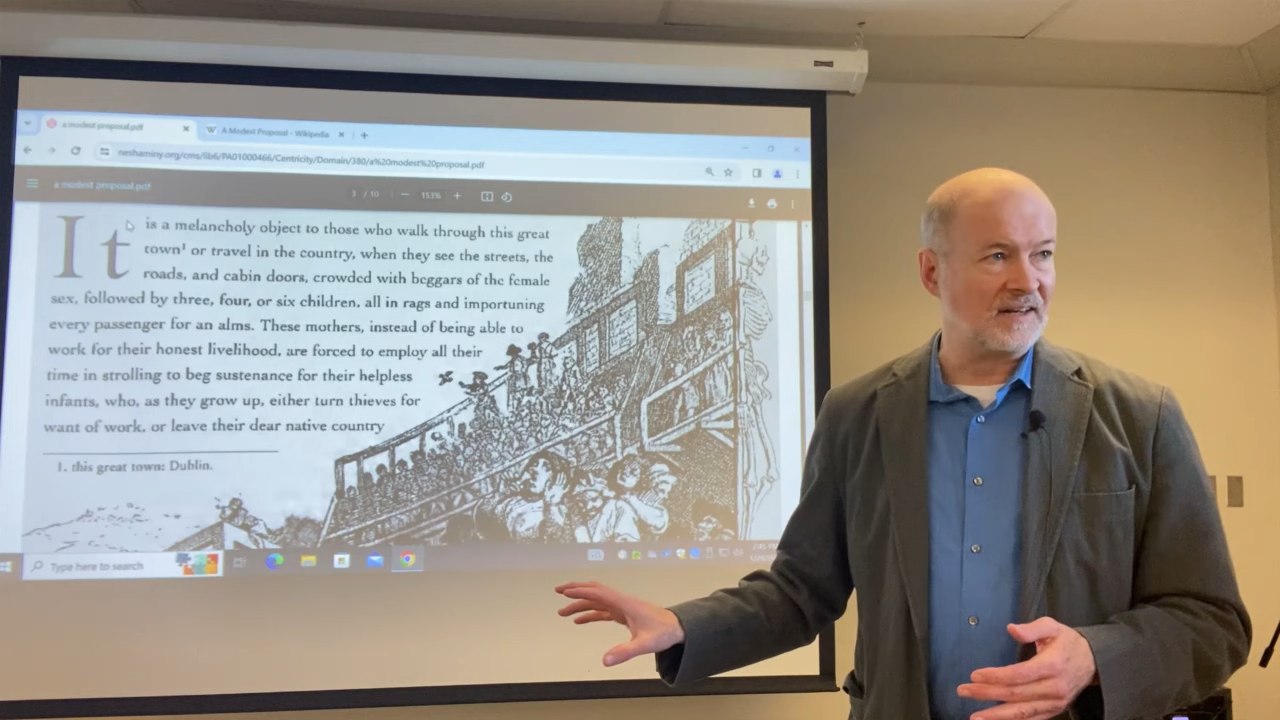 a modest proposal.pdf
A Modest Proposal - Wikipedia
neshaminy.org/cms/lib6/PA01000466/Centricity/Domain/380/a%20modest%20proposal.pdf
a modest proposal.pdf 3 / 10 153%
It is a melancholy object to those who walk through this great
town¹ or travel in the country, when they see the streets, the
roads, and cabin doors, crowded with beggars of the female
sex, followed by three, four, or six children, all in rags and importuning
every passenger for an alms. These mothers, instead of being able to
work for their honest livelihood, are forced to employ all their
time in strolling to beg sustenance for their helpless
infants, who, as they grow up, either turn thieves for
want of work, or leave their dear native country
1. this great town: Dublin.
Type here to search